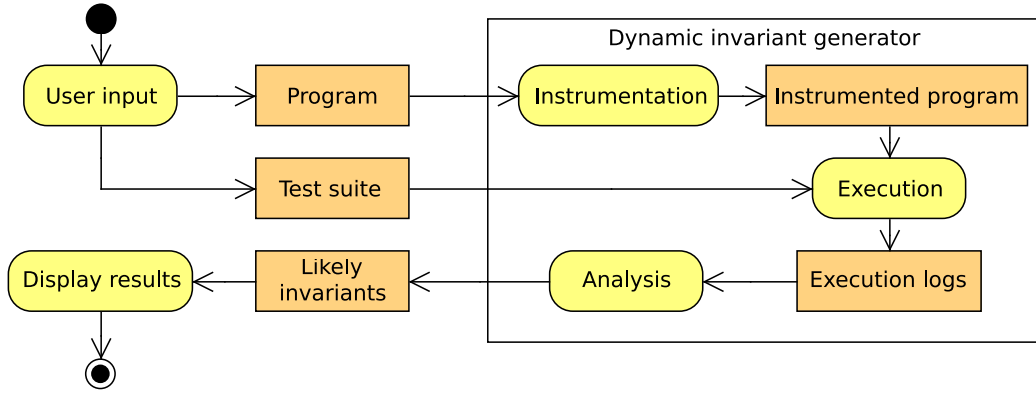 Dynamic invariant generator
User input
Program
Instrumentation
Instrumented program
Test suite
Execution
Display results
Likely
invariants
Analysis
Execution logs